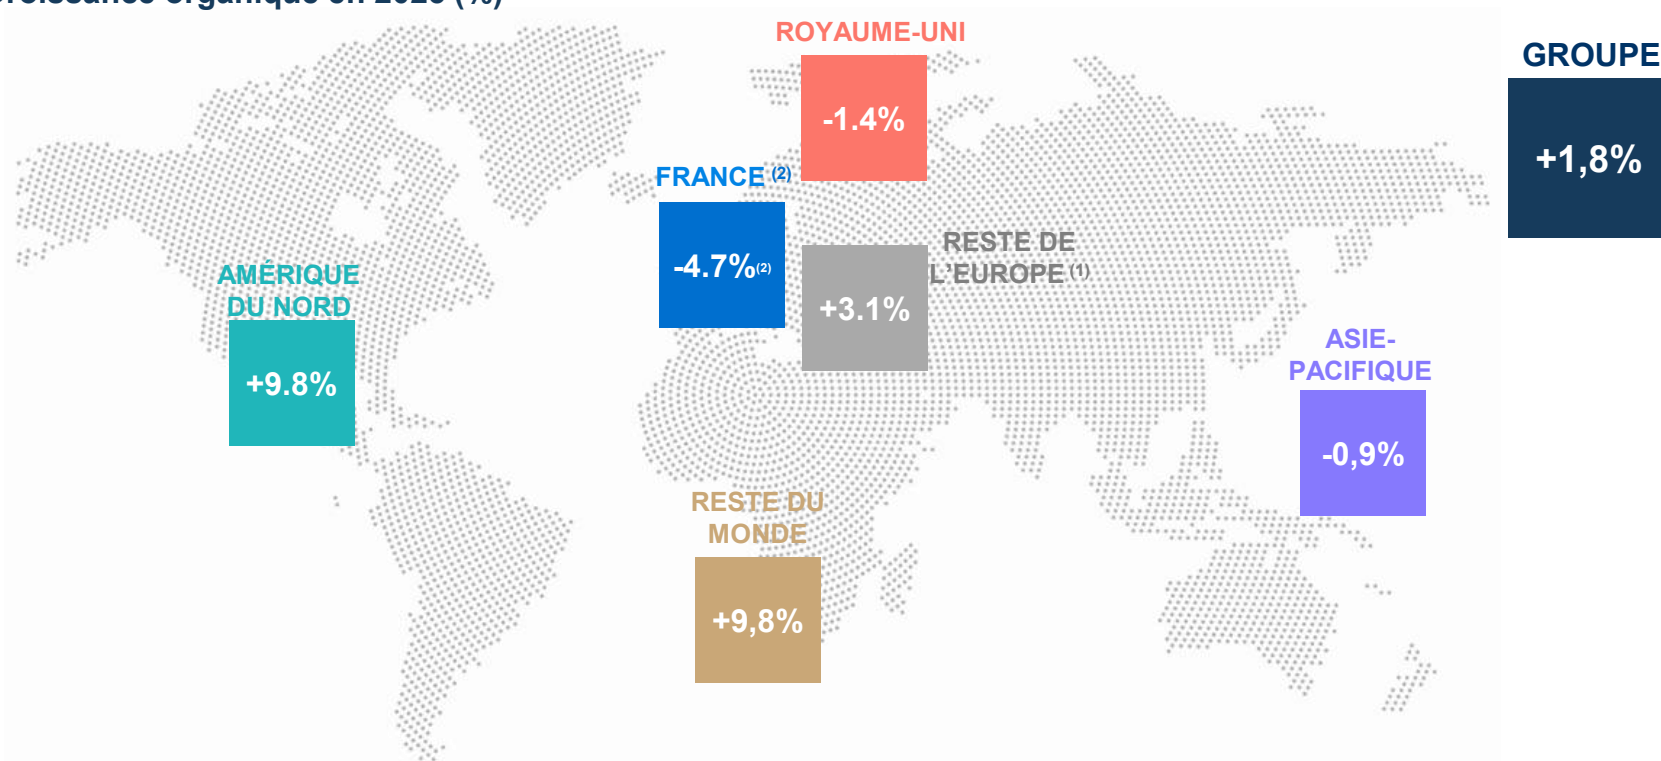 ROYAUME-UNI
-1.4%
GROUPE
+1,8%
FRANCE (2)
-4.7%(2)
RESTE DE
L'EUROPE (1)
+3.1%
AMÉRIQUE
DU NORD
+9.8%
ASIE-
PACIFIQUE
-0,9%
RESTE DU
MONDE
+9,8%